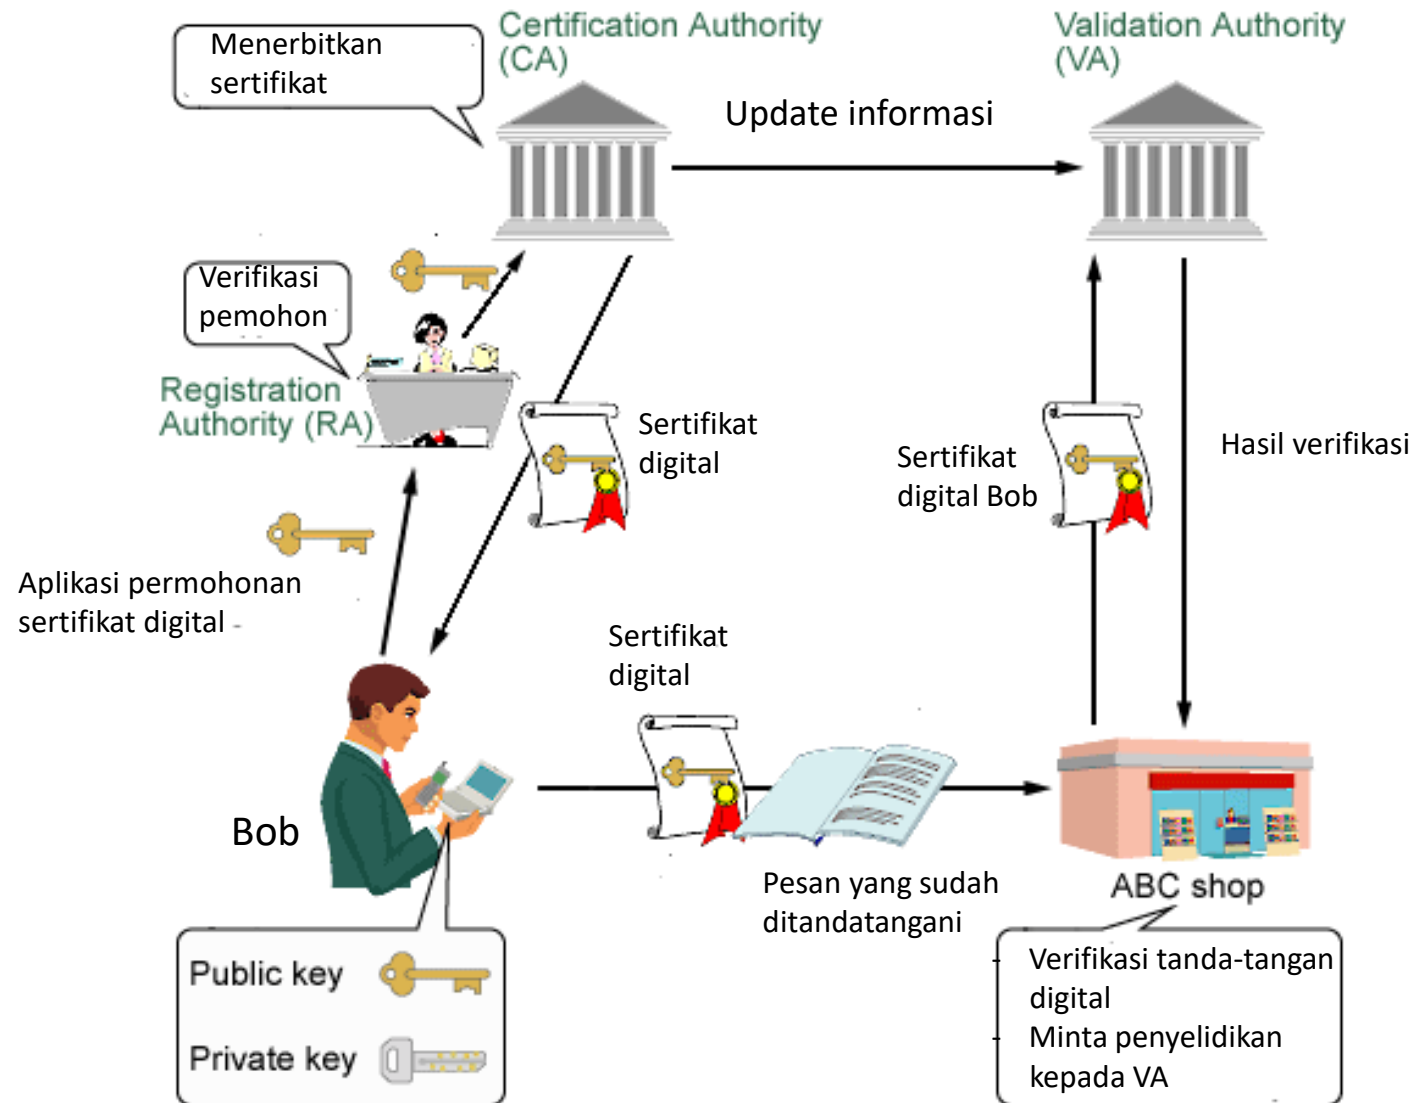 Certification Authority
(CA)
Validation Authority
(VA)
Menerbitkan
sertifikat
Update informasi
Verifikasi
pemohon
Registration
Authority (RA)
Sertifikat
digital
Sertifikat
digital Bob
Hasil verifikasi
Aplikasi permohonan
sertifikat digital
Sertifikat
digital
Bob
Pesan yang sudah
ditandatangani
ABC shop
Public key
Private key
- Verifikasi tanda-tangan
digital
- Minta penyelidikan
kepada VA